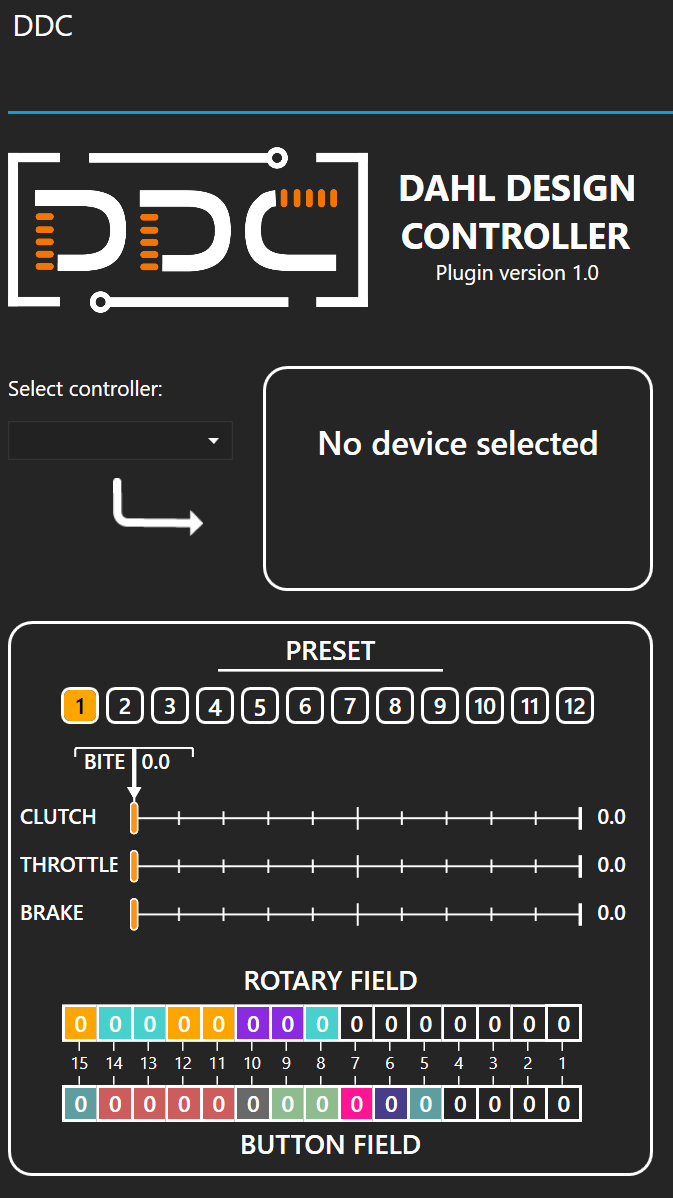 DDC
DDC
DAHL DESIGN
CONTROLLER
Plugin version 1.0
Select controller:
No device selected
PRESET
1 2 3 4 5 6 7 8 9 10 11 12
BITE 0.0
CLUTCH 0.0
THROTTLE 0.0
BRAKE 0.0
ROTARY FIELD
0 0 0 0 0 0 0 0 0 0 0 0 0 0 0
15 14 13 12 11 10 9 8 7 6 5 4 3 2 1
0 0 0 0 0 0 0 0 0 0 0 0 0 0 0
BUTTON FIELD